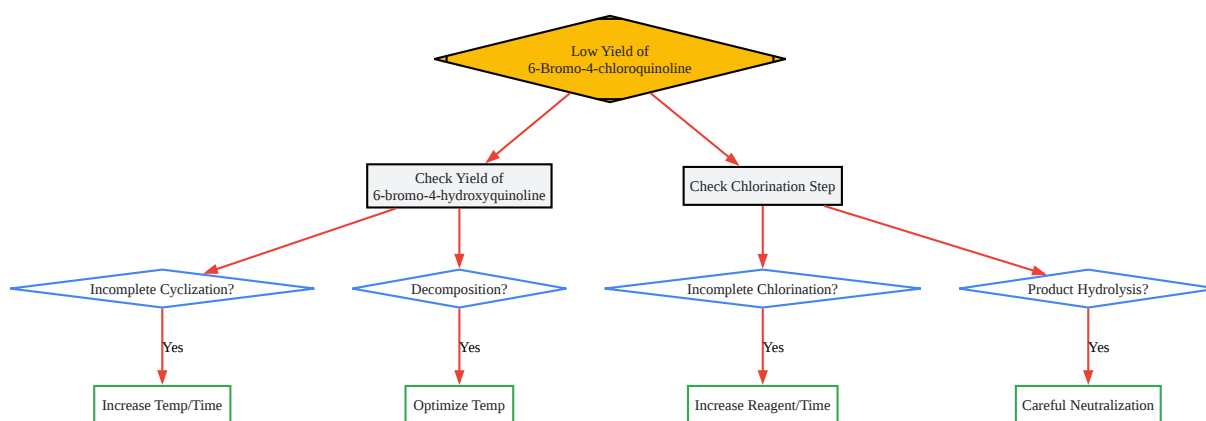 Low Yield of
6-Bromo-4-chloroquinoline
Check Yield of
6-bromo-4-hydroxyquinoline
Check Chlorination Step
Incomplete Cyclization?
Decomposition?
Incomplete Chlorination?
Product Hydrolysis?
Yes
Yes
Yes
Yes
Increase Temp/Time
Optimize Temp
Increase Reagent/Time
Careful Neutralization